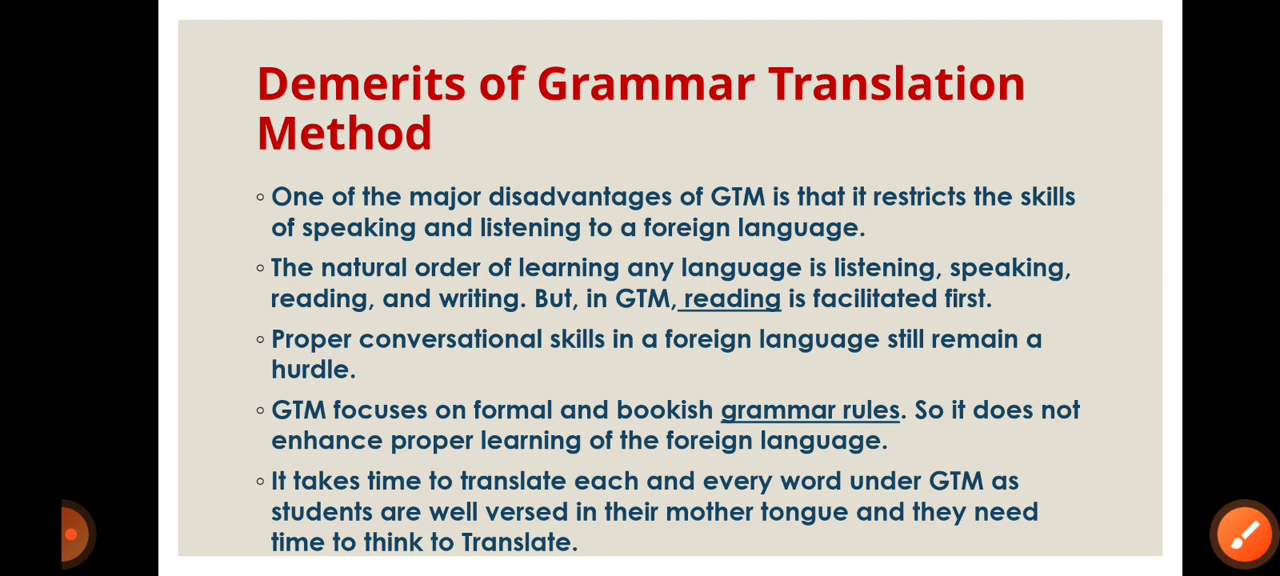 Demerits of Grammar Translation
Method
◦ One of the major disadvantages of GTM is that it restricts the skills
of speaking and listening to a foreign language.
◦ The natural order of learning any language is listening, speaking,
reading, and writing. But, in GTM, reading is facilitated first.
◦ Proper conversational skills in a foreign language still remain a
hurdle.
◦ GTM focuses on formal and bookish grammar rules. So it does not
enhance proper learning of the foreign language.
◦ It takes time to translate each and every word under GTM as
students are well versed in their mother tongue and they need
time to think to Translate.